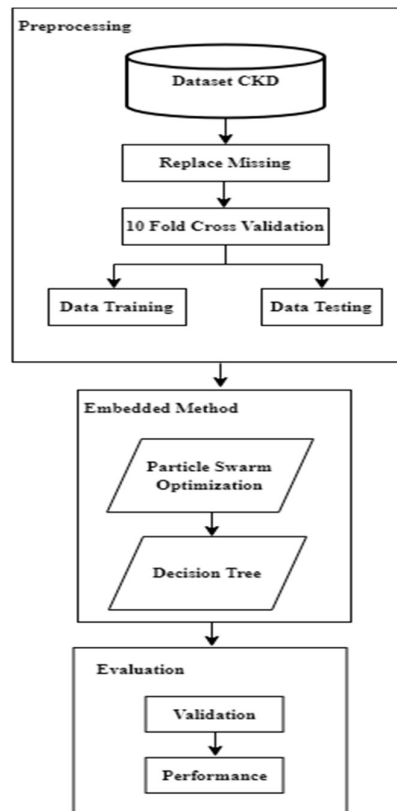 Preprocessing
Dataset CKD
Replace Missing
10 Fold Cross Validation
Data Training
Data Testing
Embedded Method
Particle Swarm
Optimization
Decision Tree
Evaluation
Validation
Performance